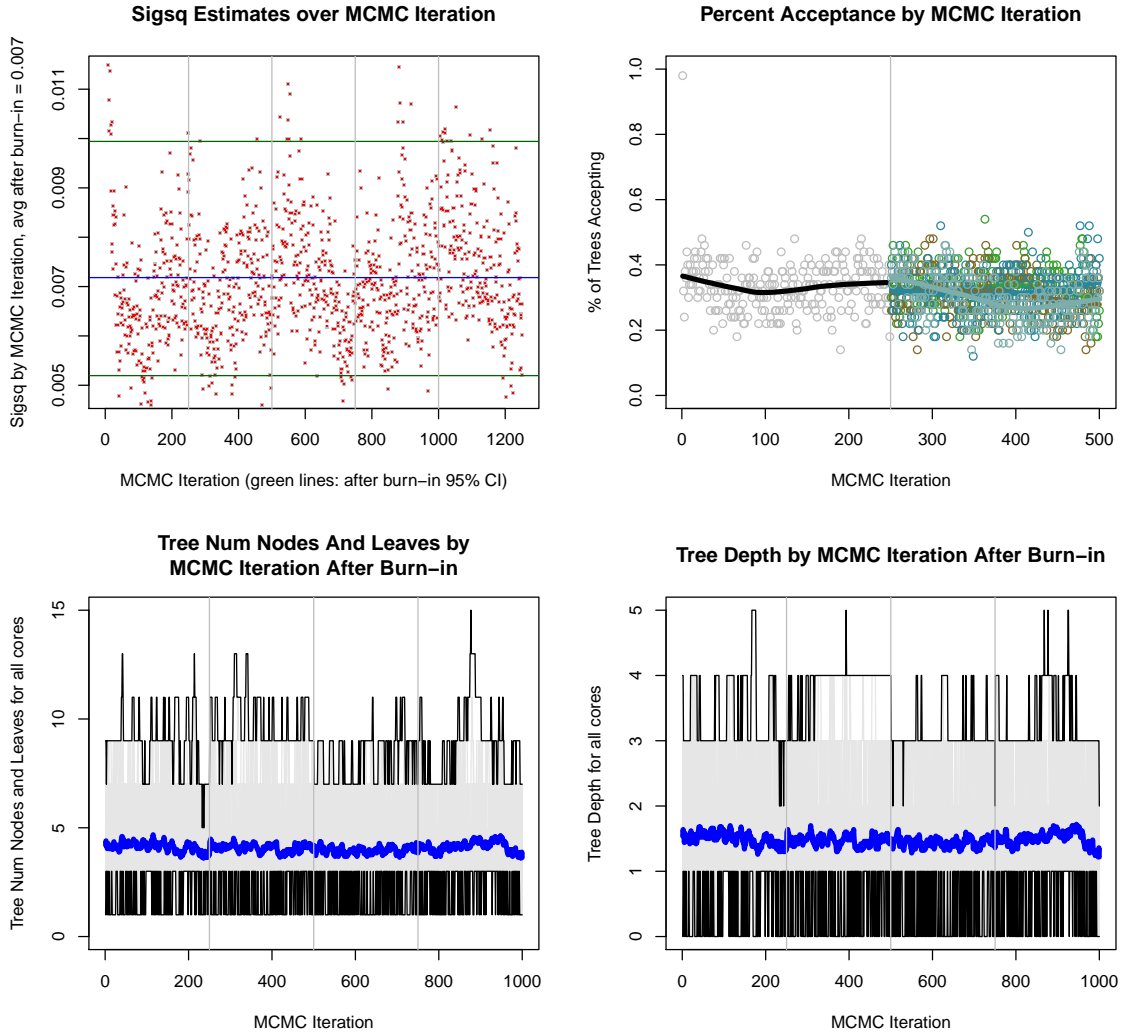 Sigsq Estimates over MCMC Iteration
Sigsq by MCMC Iteration, avg after burn−in = 0.007
0.005 0.007 0.009 0.011
0 200 400 600 800 1000 1200
MCMC Iteration (green lines: after burn−in 95% CI)
Percent Acceptance by MCMC Iteration
% of Trees Accepting
0.0 0.2 0.4 0.6 0.8 1.0
0 100 200 300 400 500
MCMC Iteration
Tree Num Nodes And Leaves by
MCMC Iteration After Burn−in
Tree Num Nodes and Leaves for all cores
0 5 10 15
0 200 400 600 800 1000
MCMC Iteration
Tree Depth by MCMC Iteration After Burn−in
Tree Depth for all cores
0 1 2 3 4 5
0 200 400 600 800 1000
MCMC Iteration